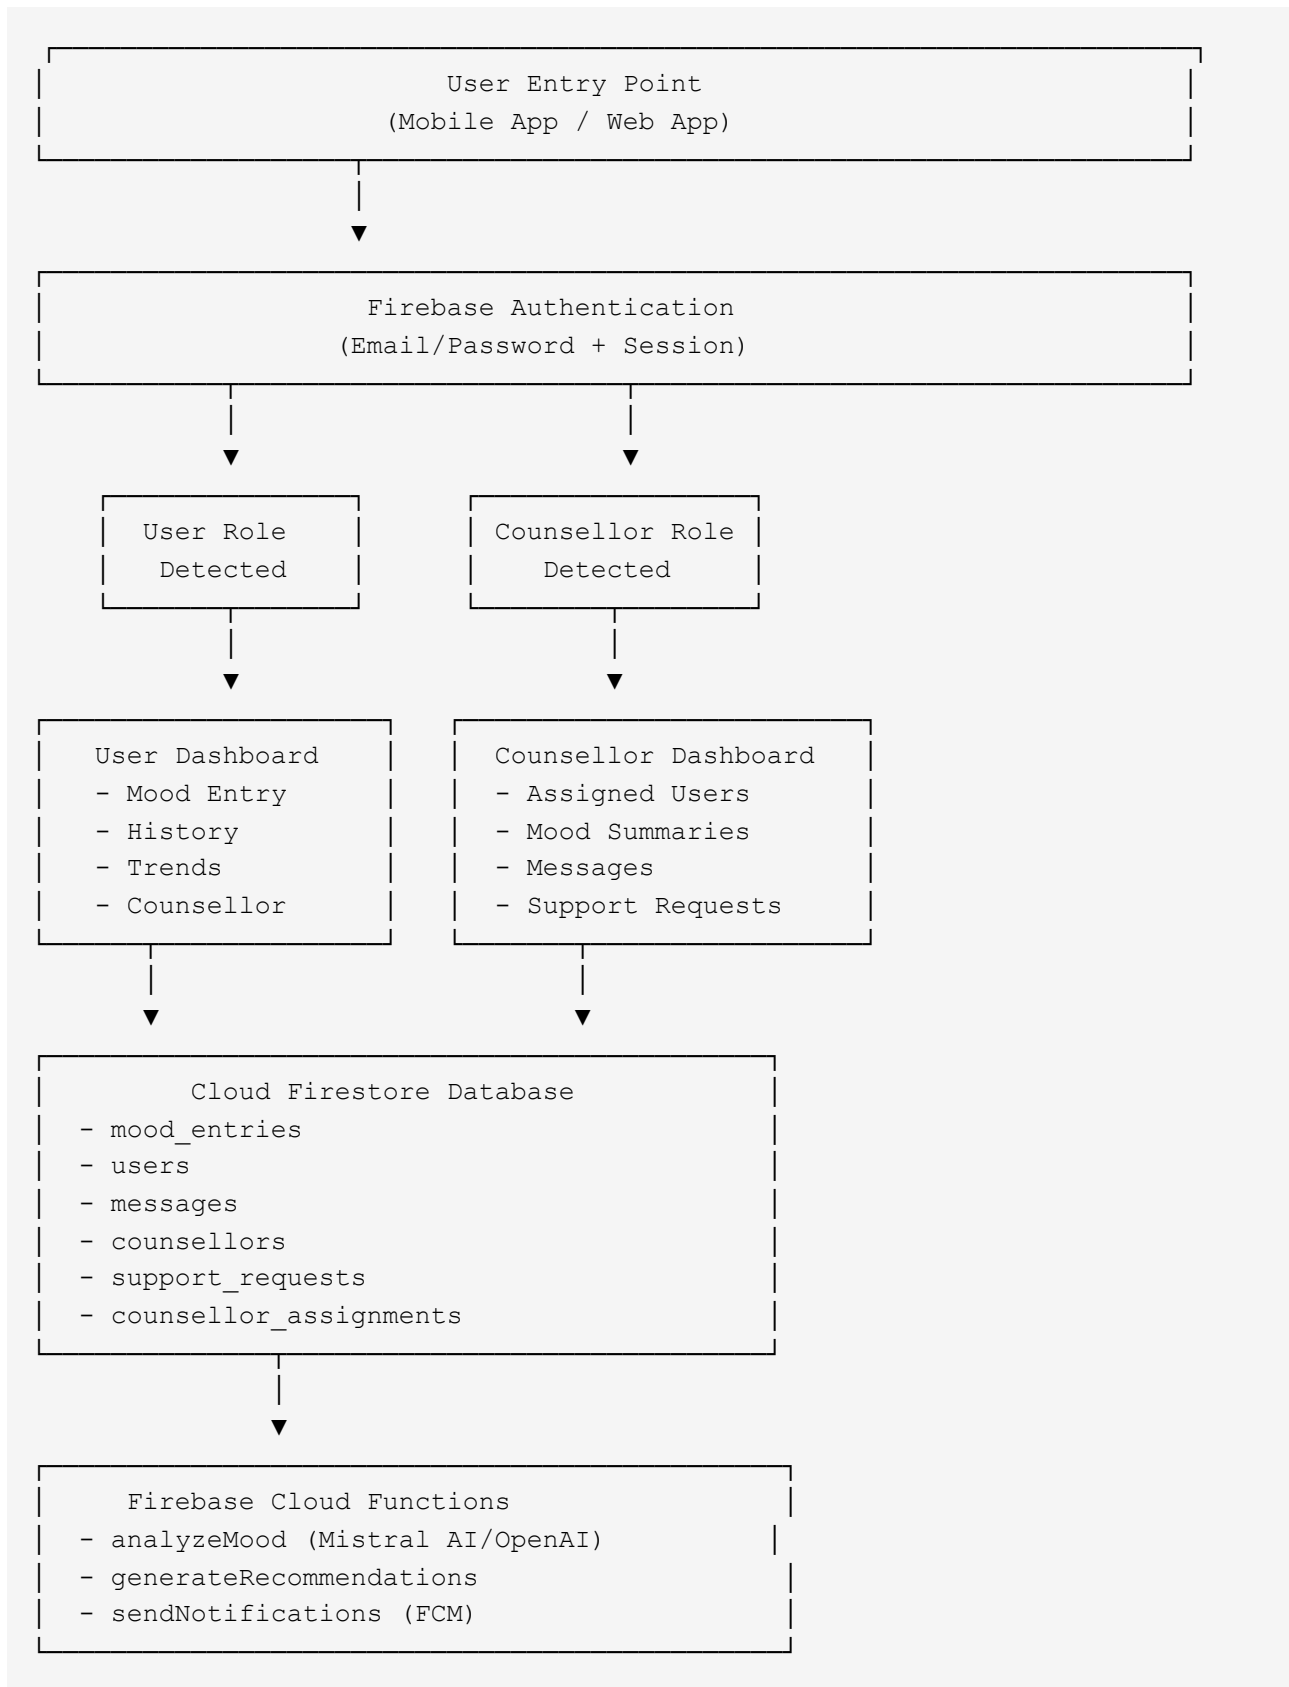 User Entry Point
(Mobile App / Web App)
Firebase Authentication
(Email/Password + Session)
User Role
Detected
Counsellor Role
Detected
User Dashboard
- Mood Entry
- History
- Trends
- Counsellor
Counsellor Dashboard
- Assigned Users
- Mood Summaries
- Messages
- Support Requests
Cloud Firestore Database
- mood_entries
- users
- messages
- counsellors
- support_requests
- counsellor_assignments
Firebase Cloud Functions
- analyzeMood (Mistral AI/OpenAI)
- generateRecommendations
- sendNotifications (FCM)